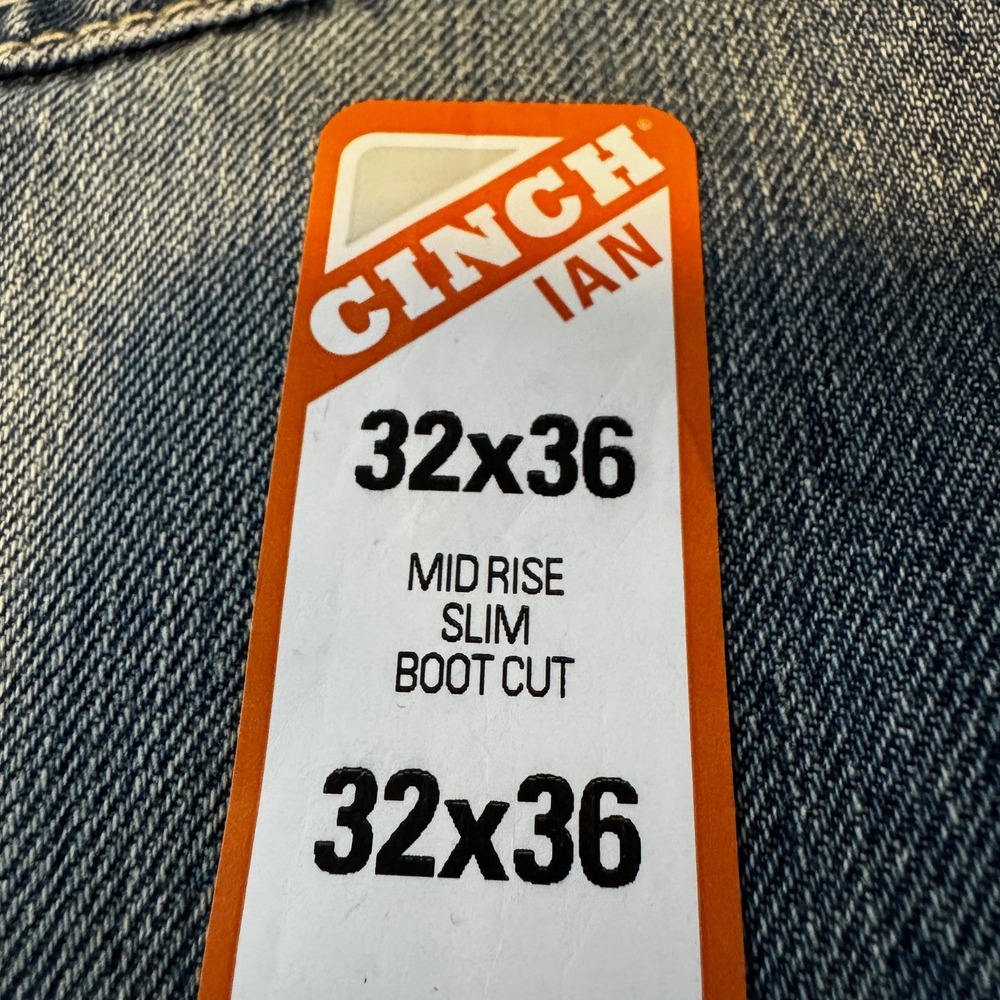 CINCH®
IAN
32x36
MID RISE
SLIM
BOOT CUT
32x36